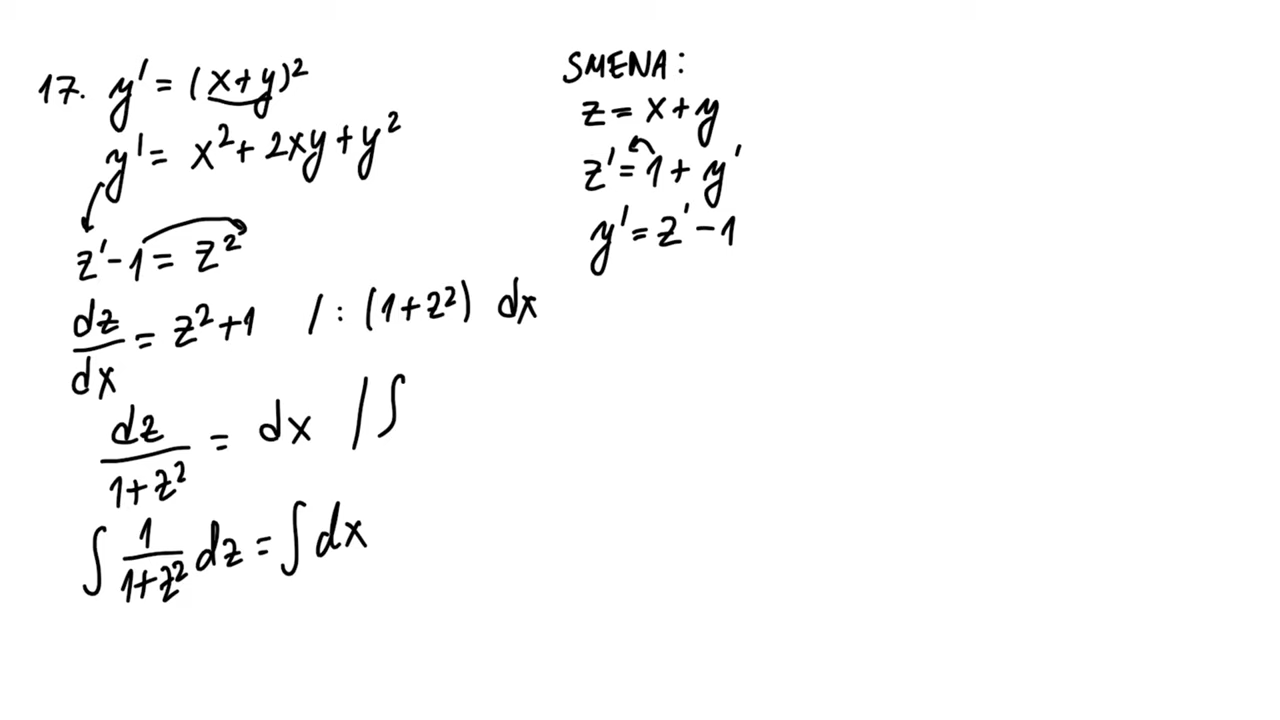 17. y' = (x+y)²
y' = x² + 2xy + y²
z' - 1 = z²
dz/dx = z² + 1 / : (1+z²) dx
dz/(1+z²) = dx / ∫
∫ 1/(1+z²) dz = ∫ dx
SMENA:
z = x + y
z' = 1 + y'
y' = z' - 1